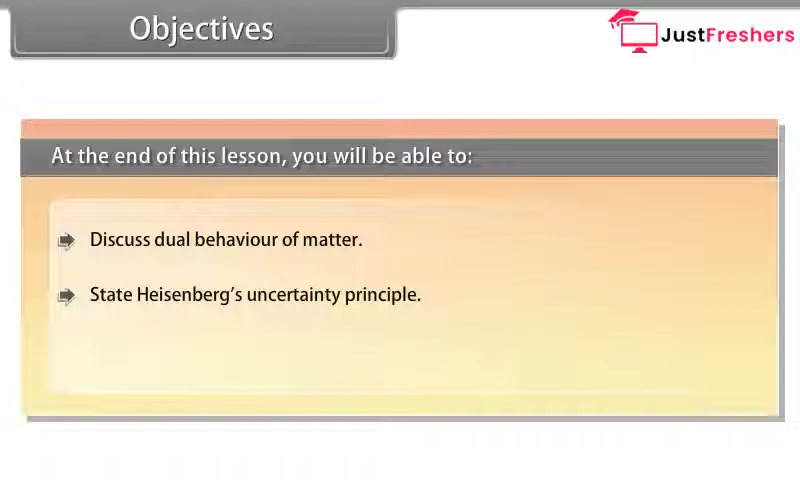 Objectives
JustFreshers
At the end of this lesson, you will be able to:
Discuss dual behaviour of matter.
State Heisenberg's uncertainty principle.